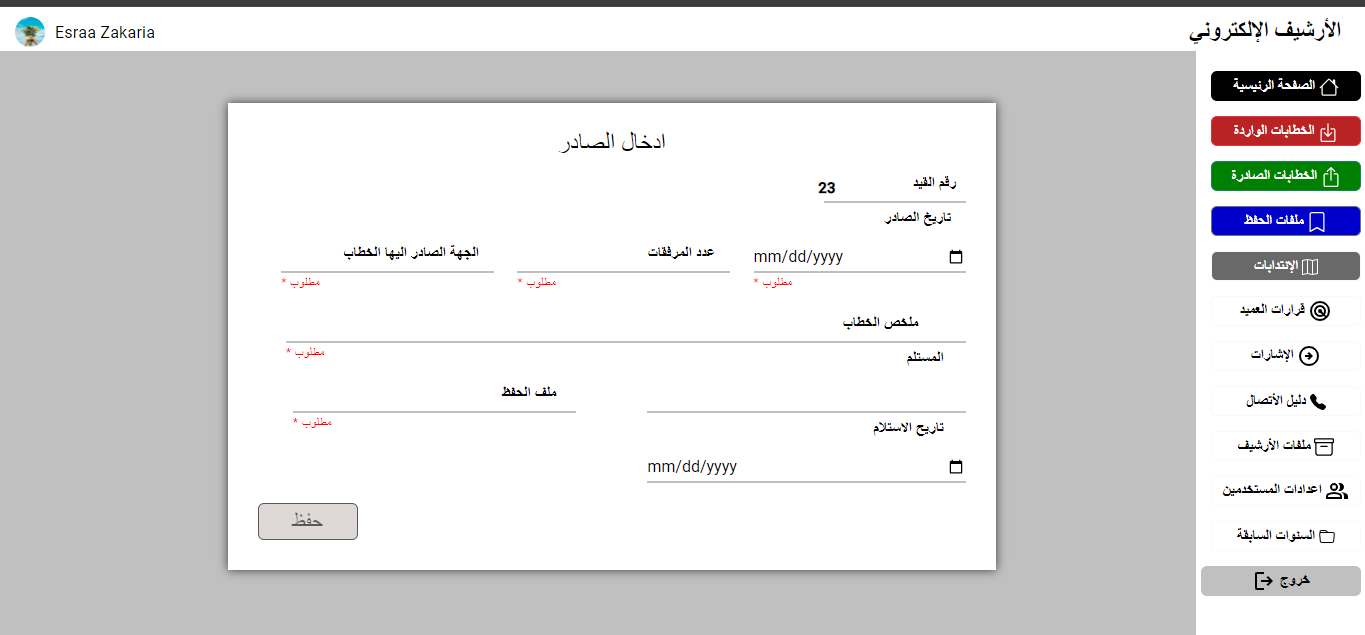 الأرشيف الإلكتروني
Esraa Zakaria
الصفحة الرئيسية
الخطابات الواردة
الخطابات الصادرة
ملفات الحفظ
الإنتدابات
قرارات العميد
الإشارات
دليل الأتصال
ملفات الأرشيف
اعدادات المستخدمين
السنوات السابقة
خروج
ادخال الصادر
رقم القيد 23
تاريخ الصادر
mm/dd/yyyy
مطلوب *
عدد المرفقات
مطلوب *
الجهة الصادر اليها الخطاب
مطلوب *
ملخص الخطاب
مطلوب *
المستلم
ملف الحفظ
مطلوب *
تاريح الاستلام
mm/dd/yyyy
حفظ